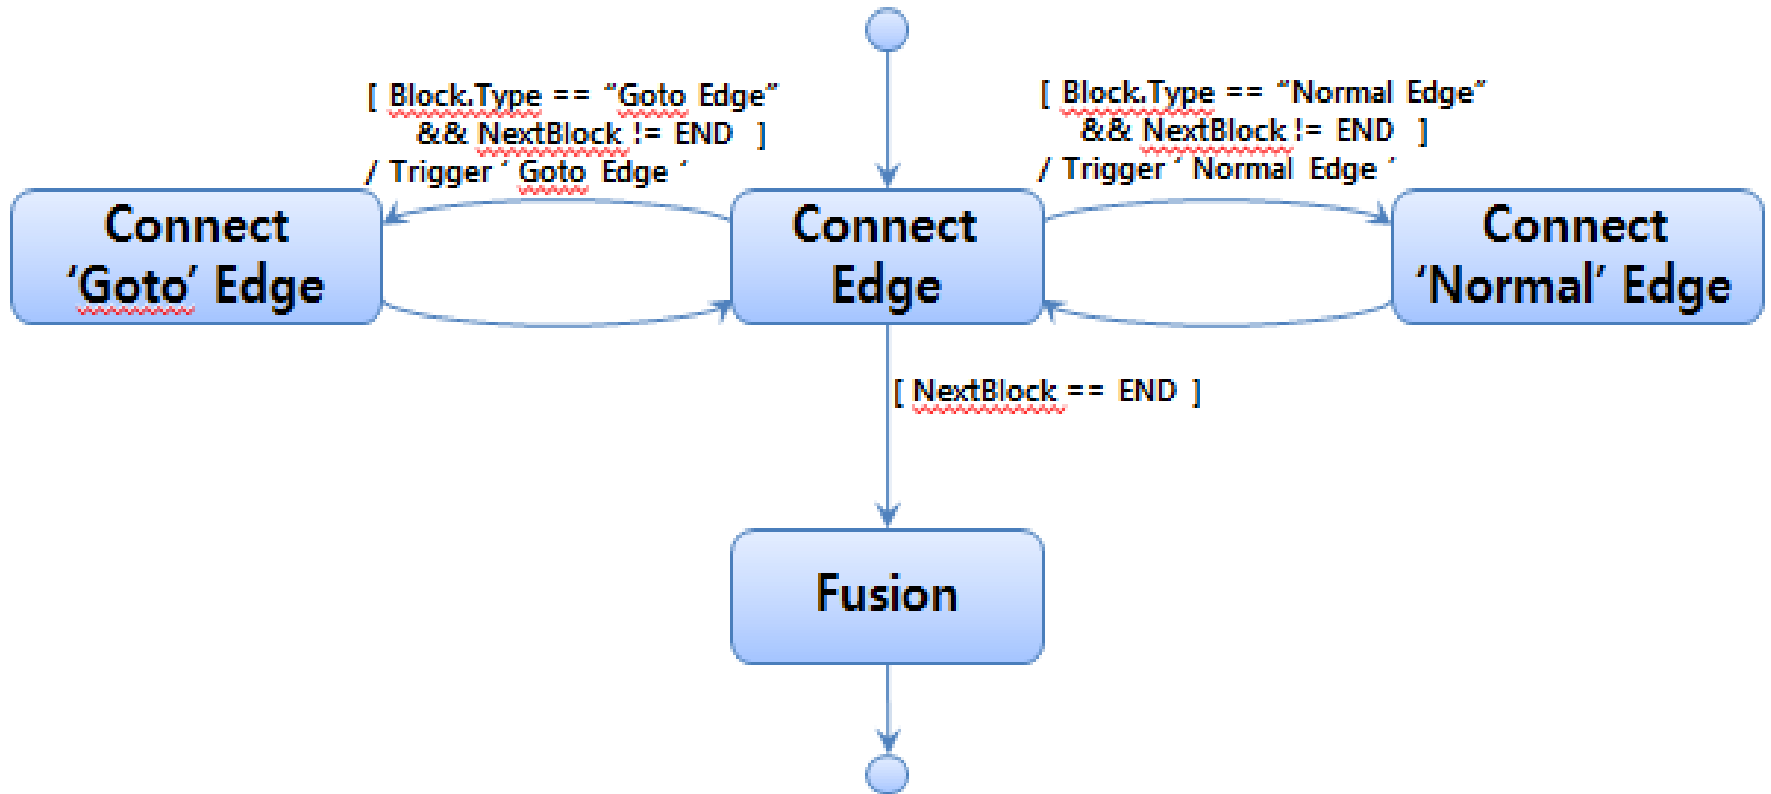 [ Block.Type == “Goto Edge”
&& NextBlock != END ]
/ Trigger ‘ Goto Edge ‘
[ Block.Type == “Normal Edge”
&& NextBlock != END ]
/ Trigger ‘ Normal Edge ‘
Connect
‘Goto’ Edge
Connect
Edge
Connect
‘Normal’ Edge
[ NextBlock == END ]
Fusion